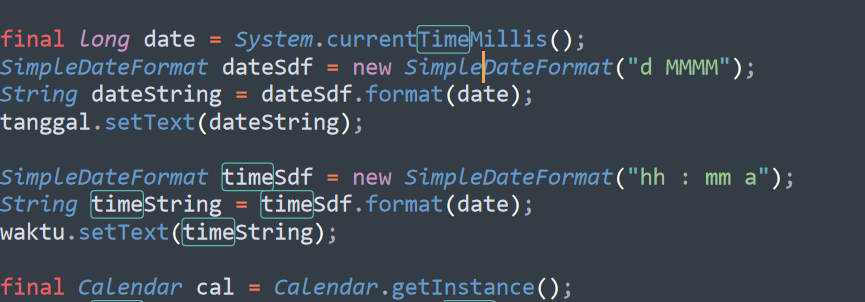 final long date = System.currentTimeMillis();
SimpleDateFormat dateSdf = new SimpleDateFormat("d MMMM");
String dateString = dateSdf.format(date);
tanggal.setText(dateString);
SimpleDateFormat timeSdf = new SimpleDateFormat("hh : mm a");
String timeString = timeSdf.format(date);
waktu.setText(timeString);
final Calendar cal = Calendar.getInstance();